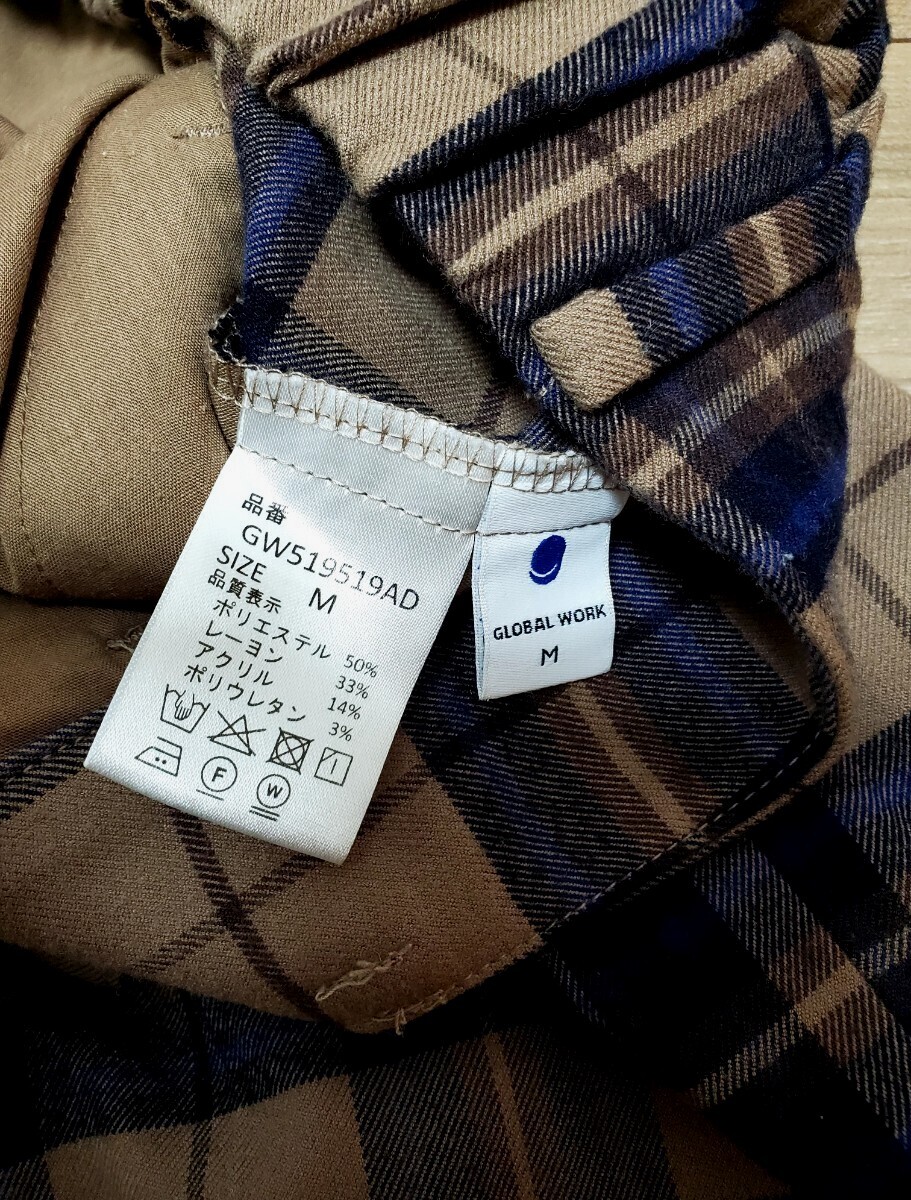 品番
GW519519AD
SIZE
M
品質表示
ポリエステル 50%
レーヨン 33%
アクリル 14%
ポリウレタン 3%
F W
GLOBAL WORK
M